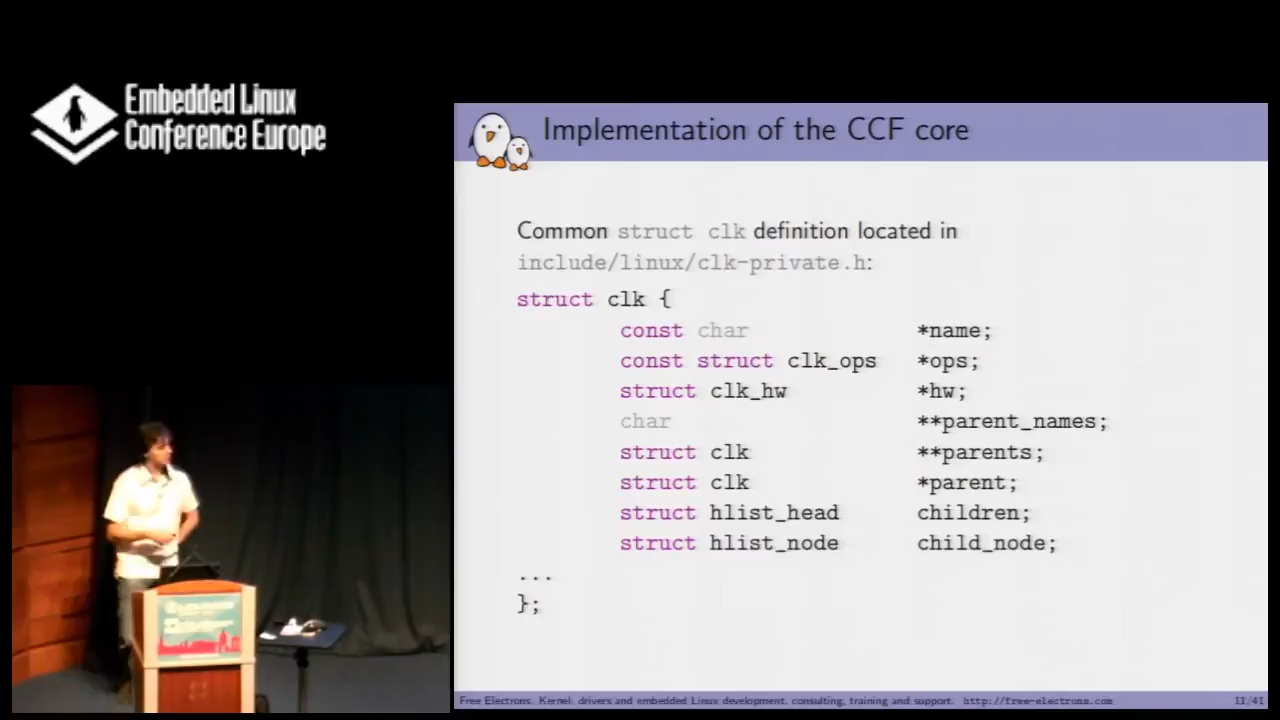 Embedded Linux
Conference Europe
Implementation of the CCF core
Common struct clk definition located in
include/linux/clk-private.h:
struct clk {
const char *name;
const struct clk_ops *ops;
struct clk_hw *hw;
char **parent_names;
struct clk **parents;
struct clk *parent;
struct hlist_head children;
struct hlist_node child_node;
...
};
Free Electrons. Kernel, drivers and embedded Linux development, consulting, training and support. http://free-electrons.com 11/41